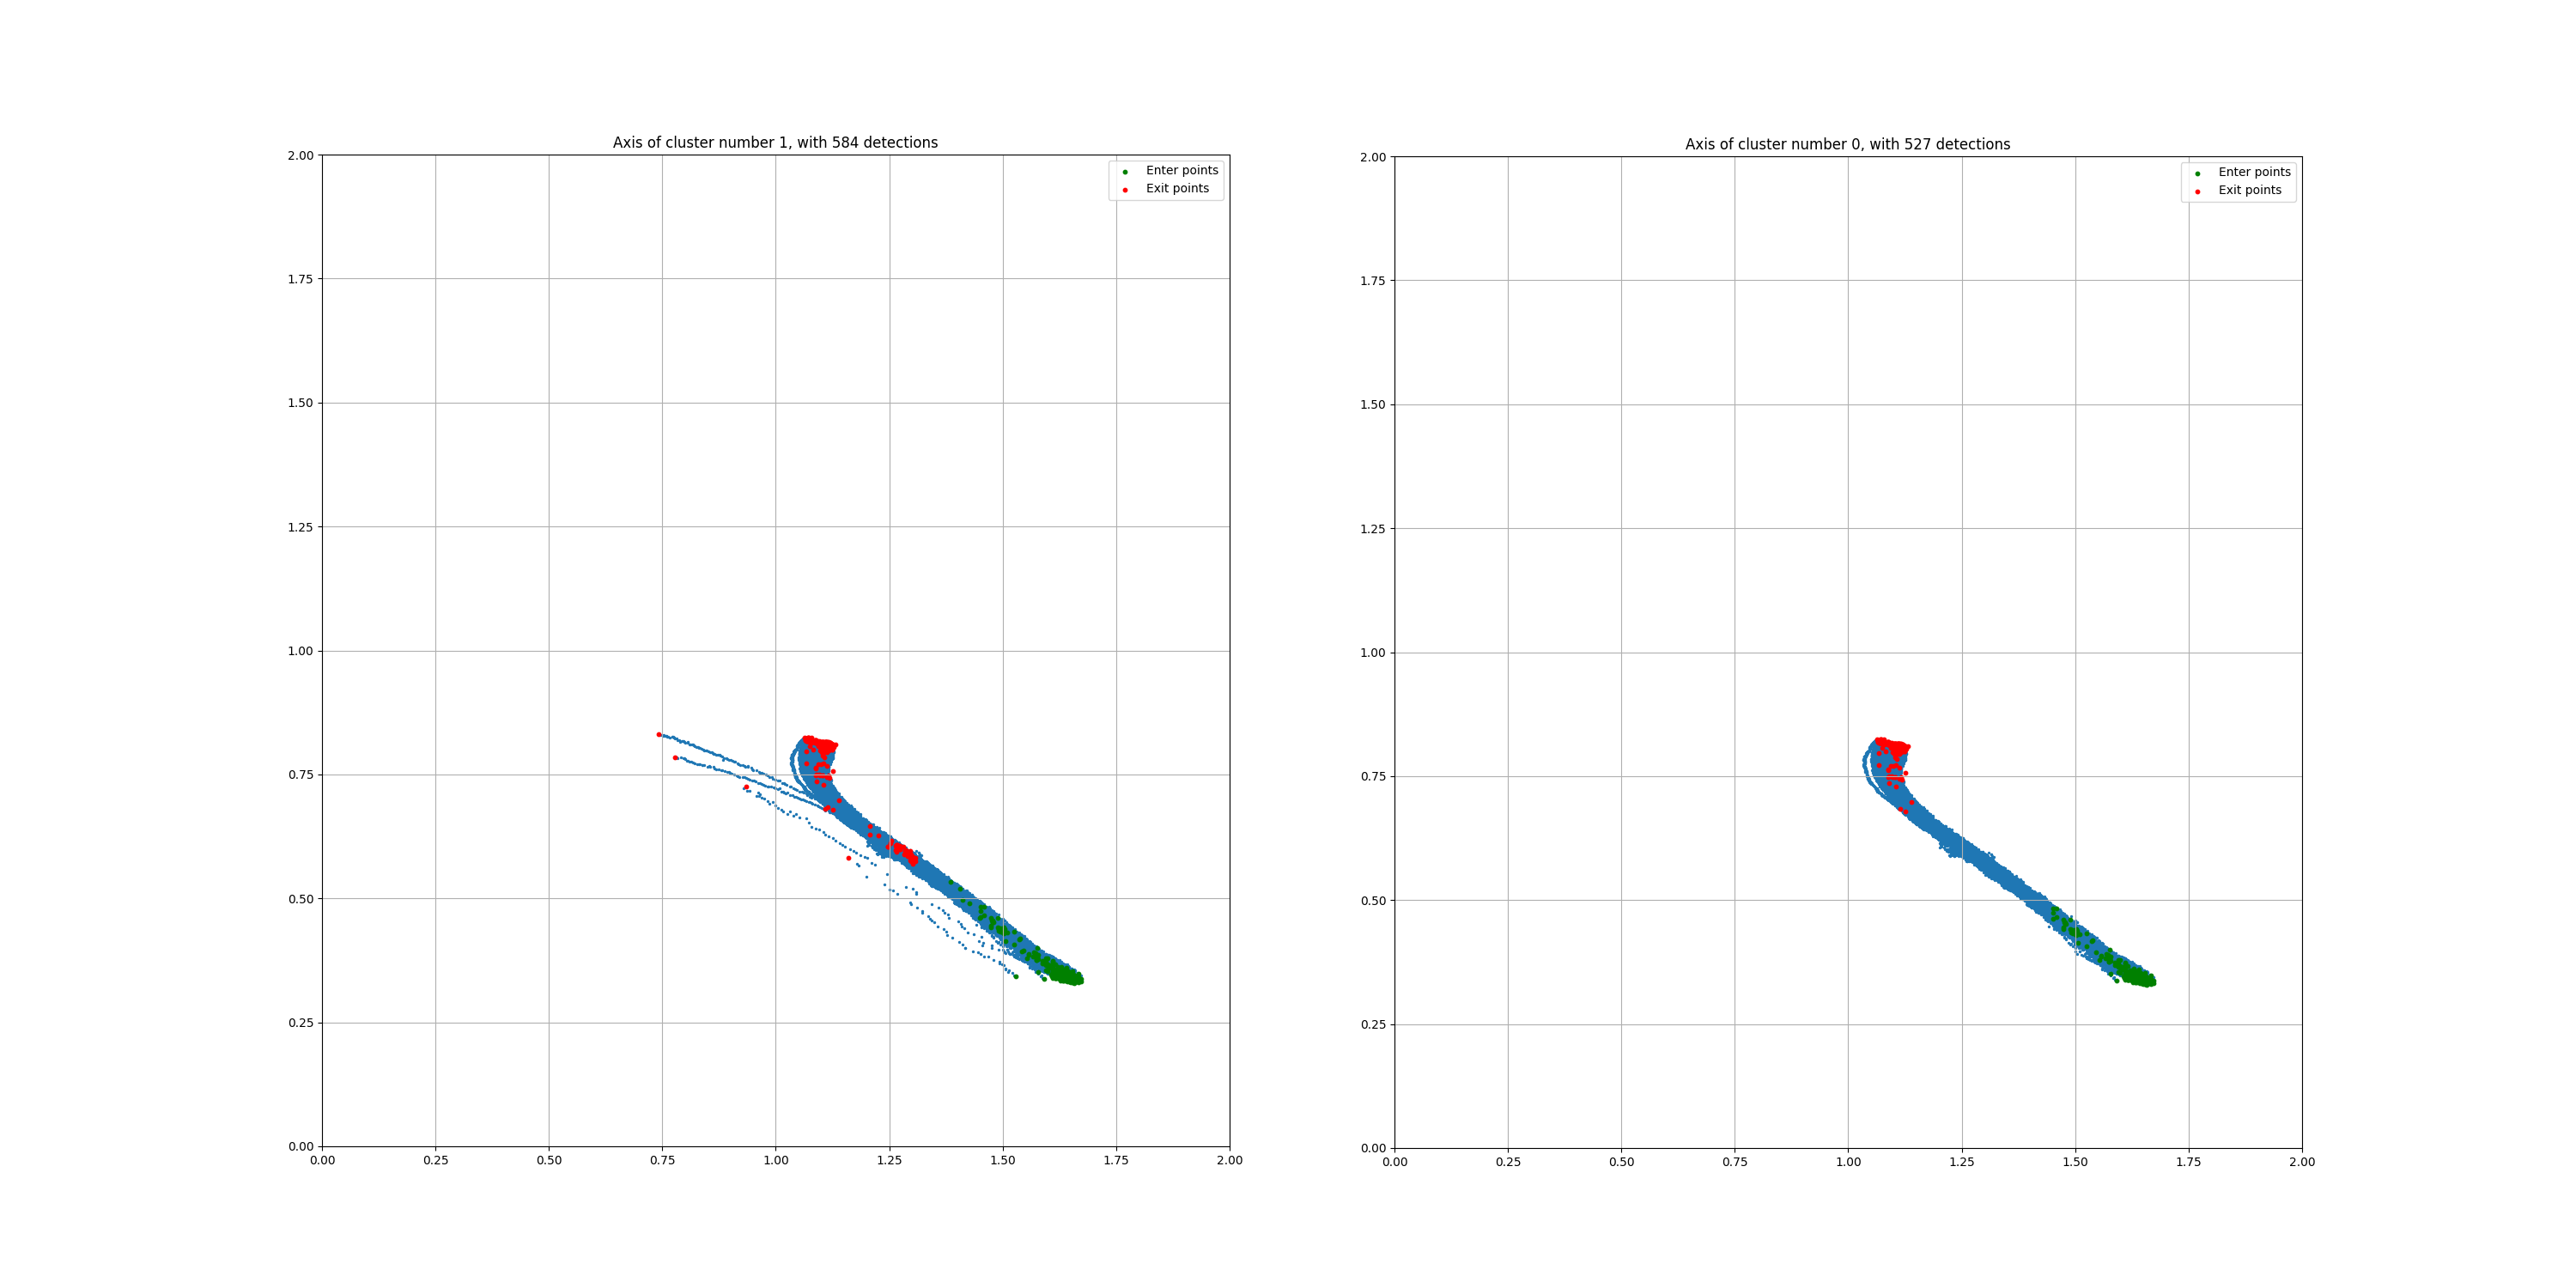 Axis of cluster number 1, with 584 detections
Enter points
Exit points
2.00
1.75
1.50
1.25
1.00
0.75
0.50
0.25
0.00
0.00 0.25 0.50 0.75 1.00 1.25 1.50 1.75 2.00
Axis of cluster number 0, with 527 detections
Enter points
Exit points
2.00
1.75
1.50
1.25
1.00
0.75
0.50
0.25
0.00
0.00 0.25 0.50 0.75 1.00 1.25 1.50 1.75 2.00